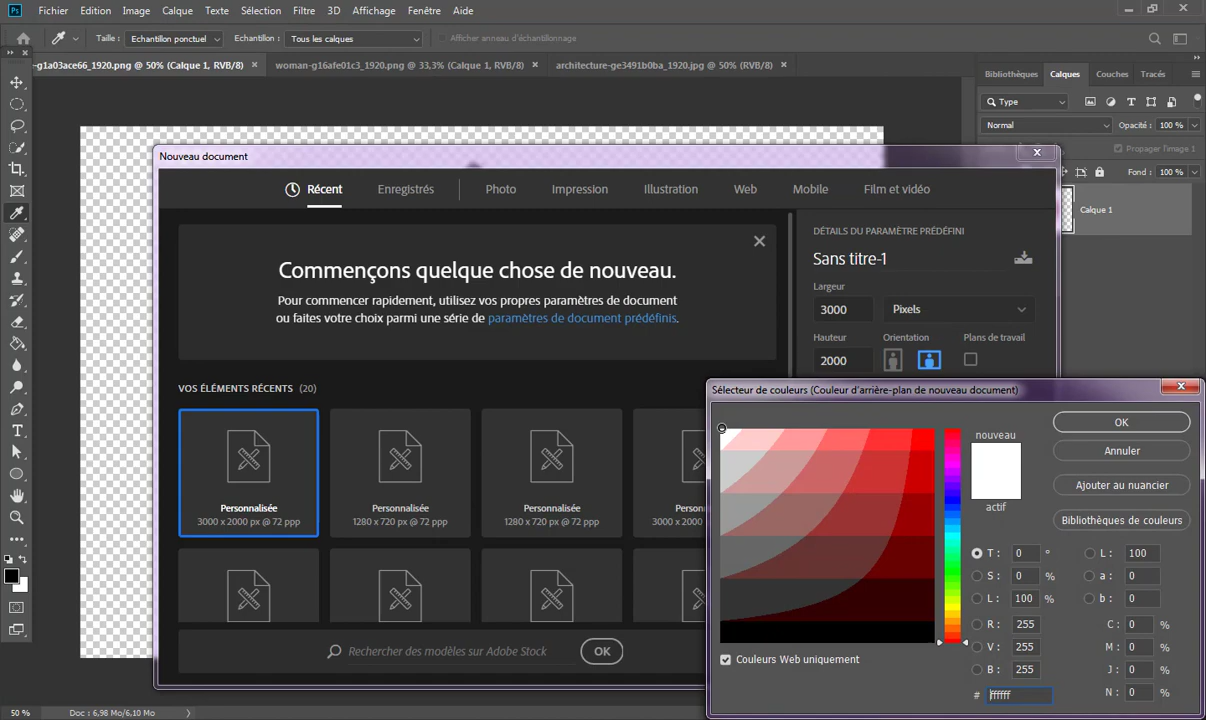 Ps Fichier Edition Image Calque Texte Sélection Filtre 3D Affichage Fenêtre Aide
Taille : Echantillon ponctuel Echantillon : Tous les calques Afficher anneau d'échantillonnage
-g1a03ace66_1920.png @ 50% (Calque 1, RVB/8) × woman-g16afe01c3_1920.png @ 33,3% (Calque 1, RVB/8) × architecture-ge3491b0ba_1920.jpg @ 50% (RVB/8) ×
Bibliothèques Calques Couches Tracés
Type
Normal Opacité : 100 %
Propager l'image 1
Fond : 100 %
Calque 1
Nouveau document
Récent Enregistrés Photo Impression Illustration Web Mobile Film et vidéo
Commençons quelque chose de nouveau.
Pour commencer rapidement, utilisez vos propres paramètres de document
ou faites votre choix parmi une série de paramètres de document prédéfinis.
VOS ÉLÉMENTS RÉCENTS (20)
Personnalisée
3000 x 2000 px @ 72 ppp
Personnalisée
1280 x 720 px @ 72 ppp
Personnalisée
1280 x 720 px @ 72 ppp
Pers
3000 x 2
Rechercher des modèles sur Adobe Stock OK
DÉTAILS DU PARAMÈTRE PRÉDÉFINI
Sans titre-1
Largeur
3000 Pixels
Hauteur Orientation Plans de travail
2000
Sélecteur de couleurs (Couleur d'arrière-plan de nouveau document)
nouveau
actif
OK
Annuler
Ajouter au nuancier
Bibliothèques de couleurs
T : 0 ° L : 100
S : 0 % a : 0
L : 100 % b : 0
R : 255 C : 0 %
V : 255 M : 0 %
B : 255 J : 0 %
# ffffff N : 0 %
Couleurs Web uniquement
50 % Doc : 6,98 Mo/6,10 Mo